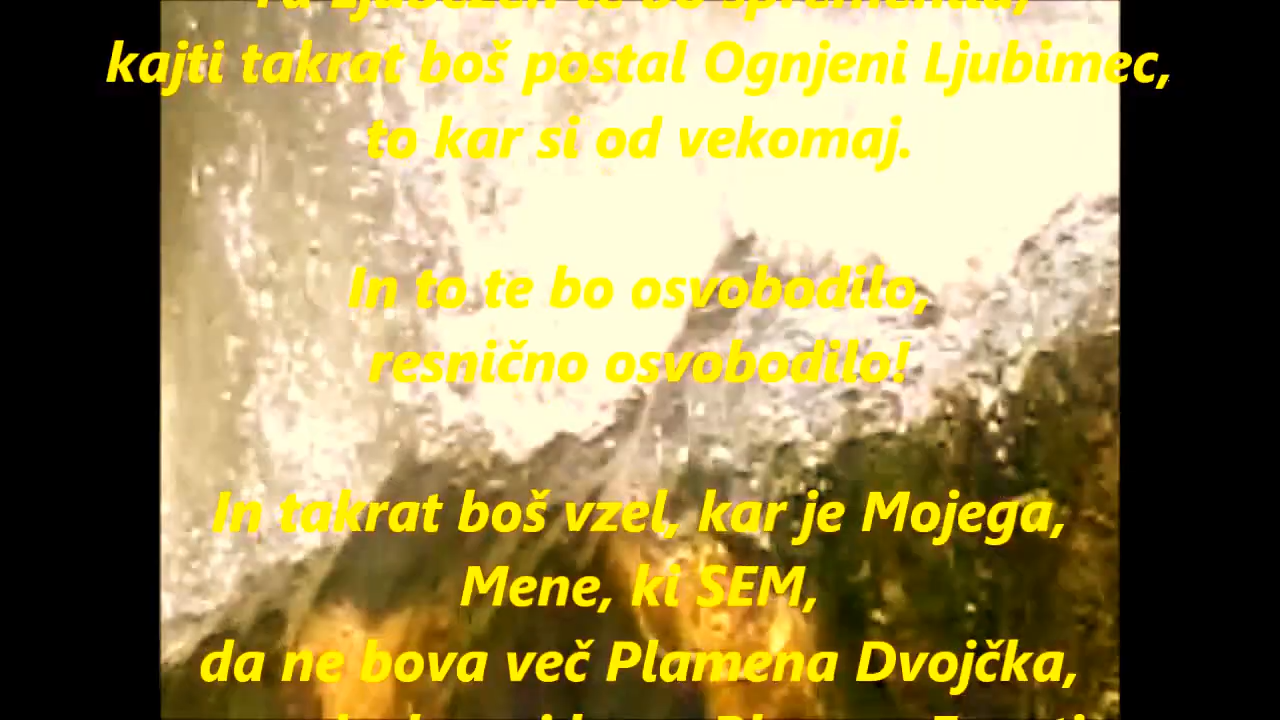 kajti takrat boš postal Ognjeni Ljubimec,
to kar si od vekomaj.
In to te bo osvobodilo,
resnično osvobodilo!
In takrat boš vzel, kar je Mojega,
Mene, ki SEM,
da ne bova več Plamena Dvojčka,